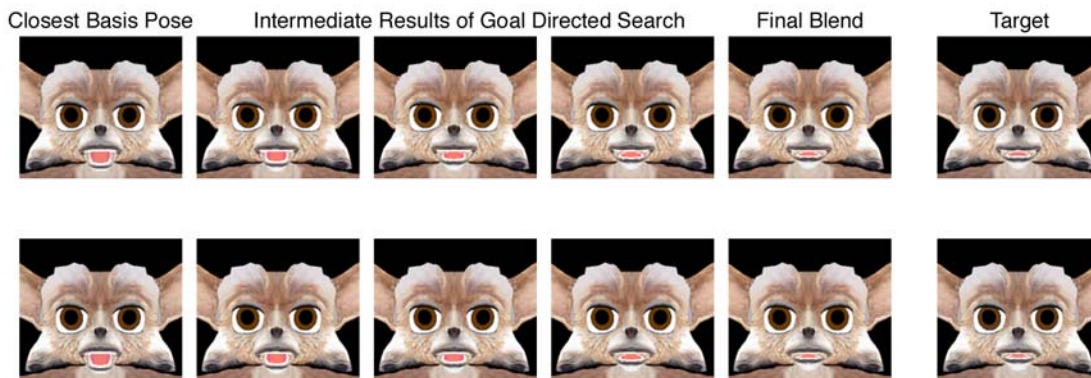 Closest Basis Pose Intermediate Results of Goal Directed Search Final Blend Target